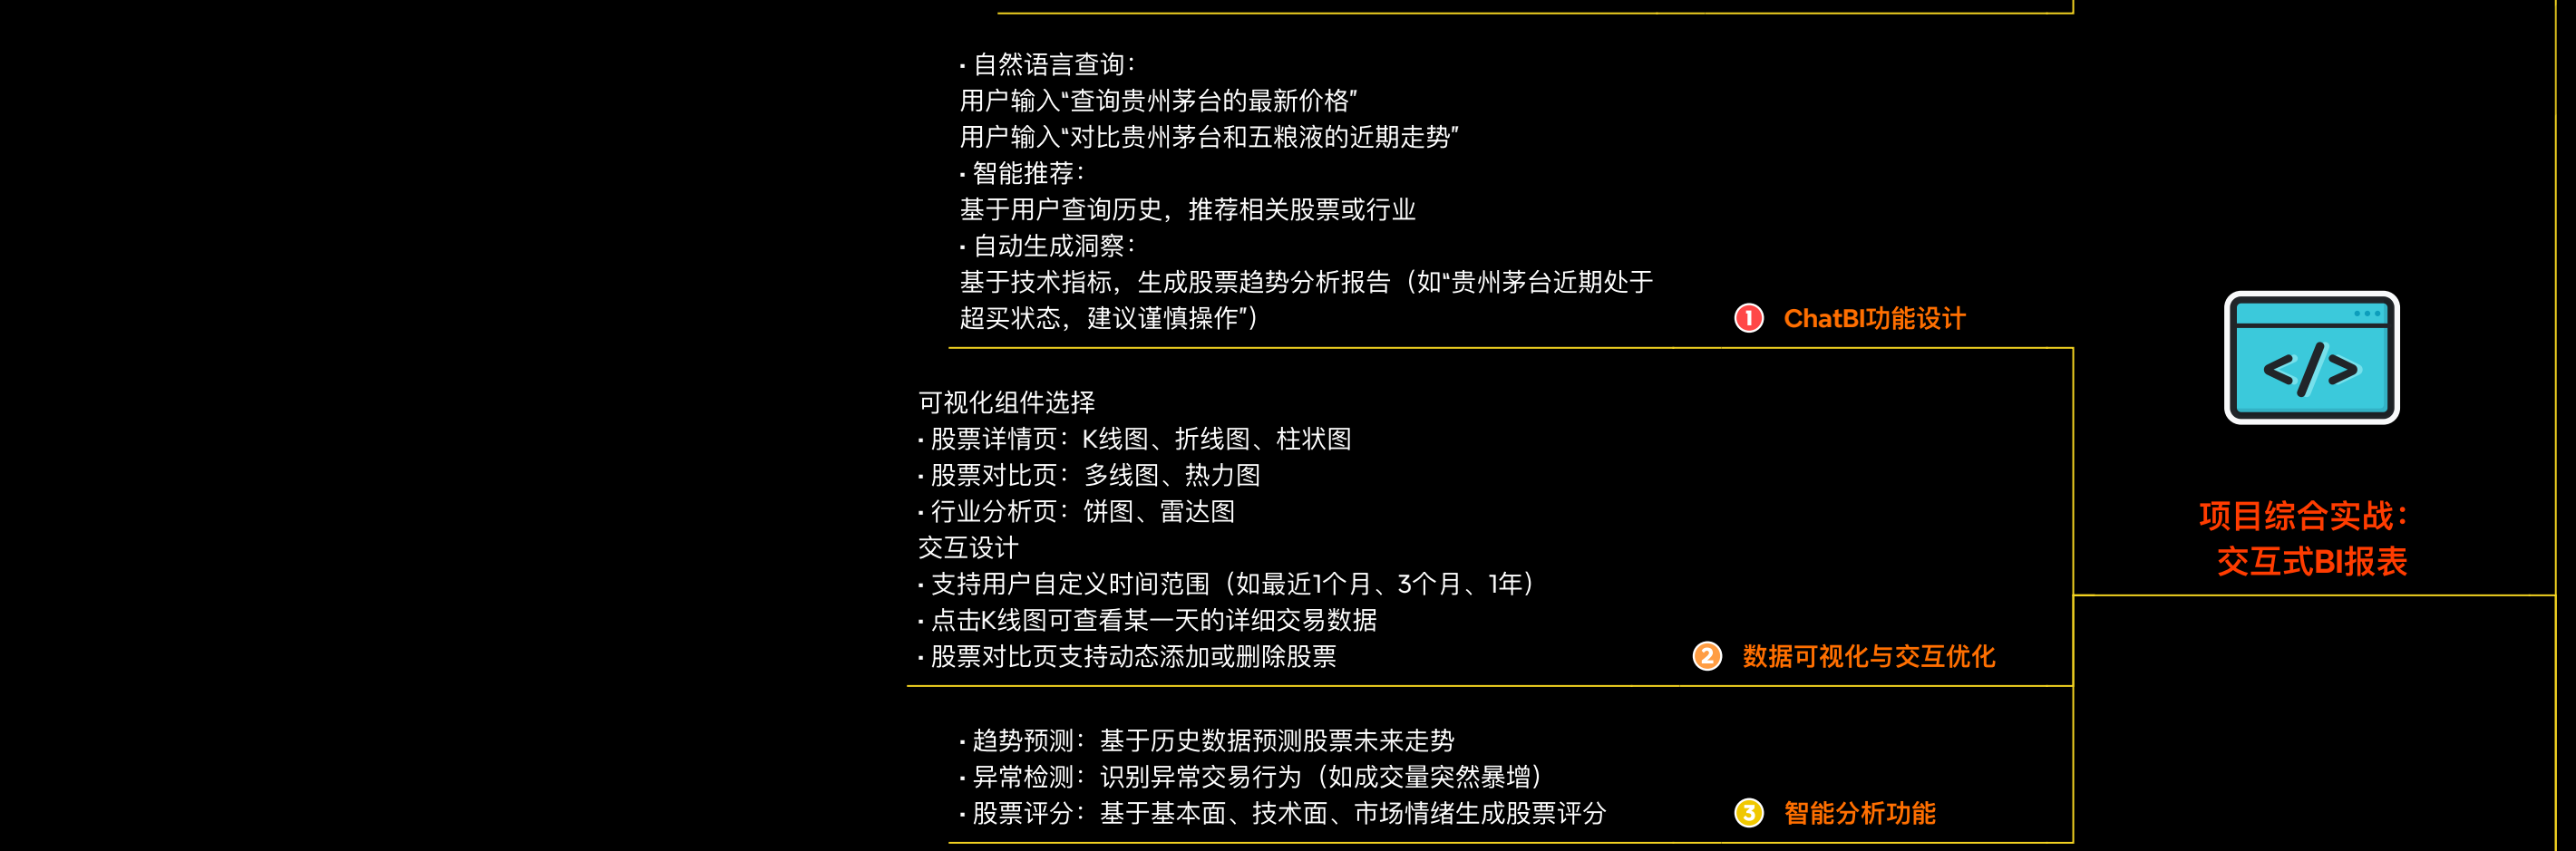 · 自然语言查询：
用户输入“查询贵州茅台的最新价格”
用户输入“对比贵州茅台和五粮液的近期走势”
· 智能推荐：
基于用户查询历史，推荐相关股票或行业
· 自动生成洞察：
基于技术指标，生成股票趋势分析报告（如“贵州茅台近期处于
超买状态，建议谨慎操作”）
1 ChatBI功能设计
可视化组件选择
· 股票详情页：K线图、折线图、柱状图
· 股票对比页：多线图、热力图
· 行业分析页：饼图、雷达图
交互设计
· 支持用户自定义时间范围（如最近1个月、3个月、1年）
· 点击K线图可查看某一天的详细交易数据
· 股票对比页支持动态添加或删除股票
2 数据可视化与交互优化
· 趋势预测：基于历史数据预测股票未来走势
· 异常检测：识别异常交易行为（如成交量突然暴增）
· 股票评分：基于基本面、技术面、市场情绪生成股票评分
3 智能分析功能
</>
项目综合实战：
交互式BI报表